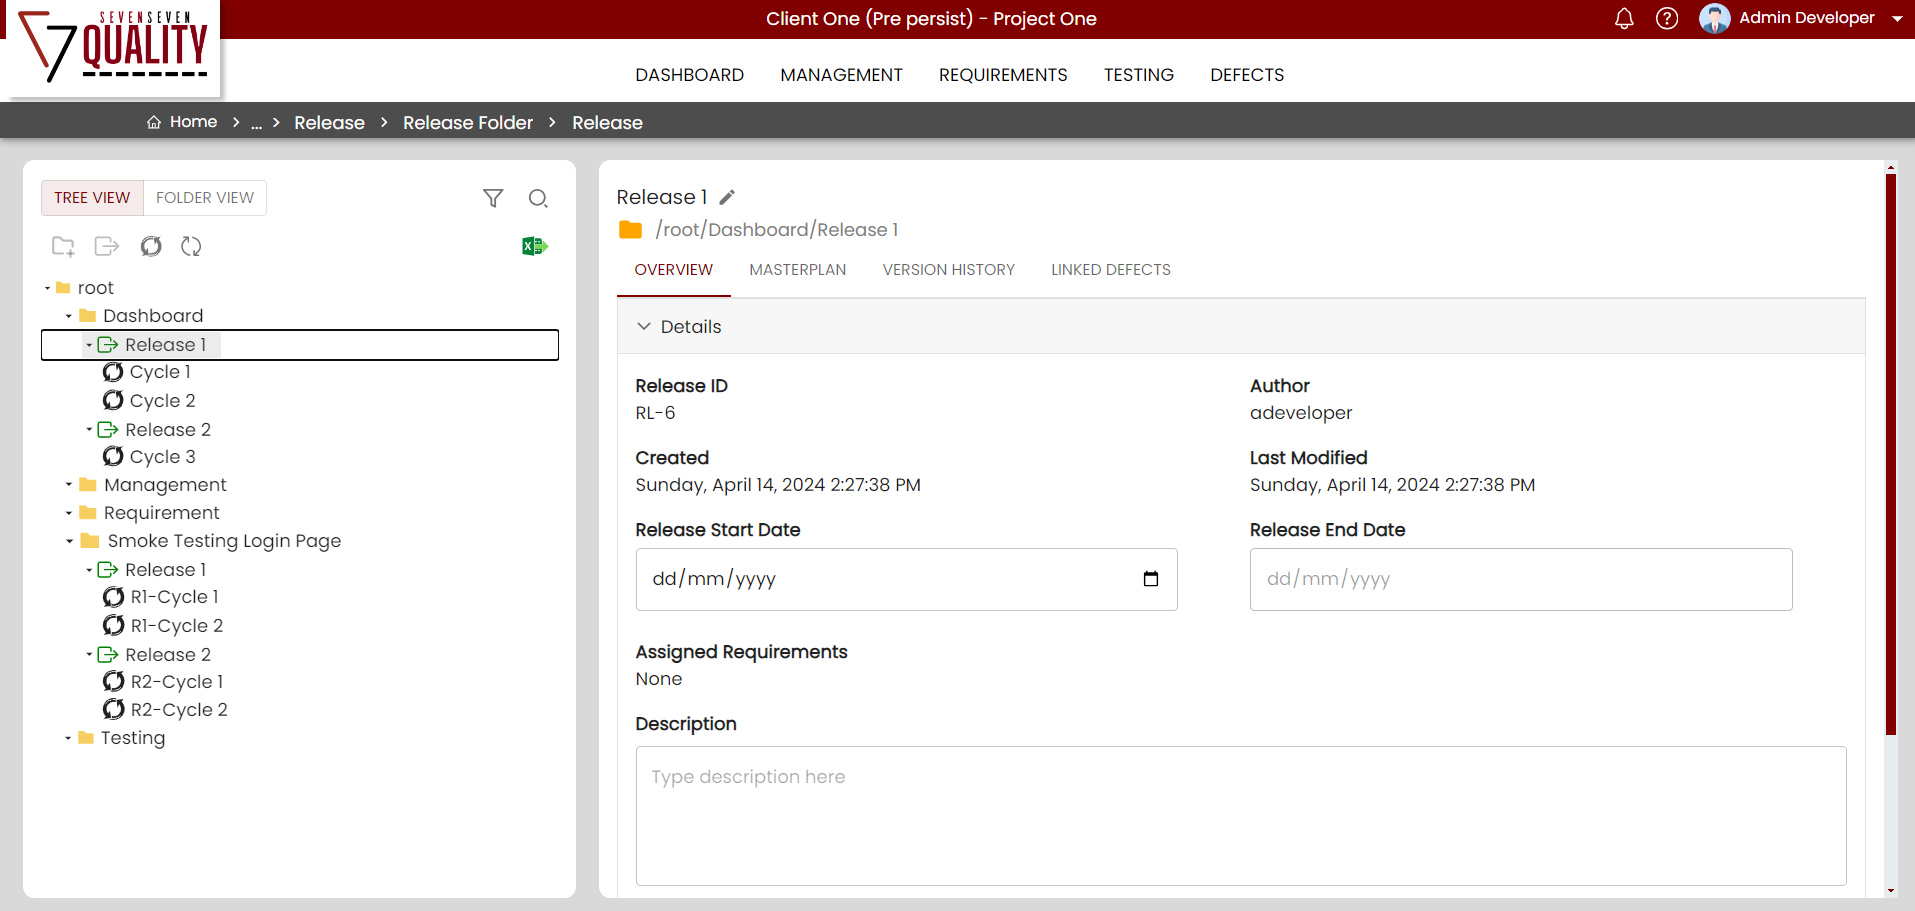 SEVENSEVEN
7QUALITY
Client One (Pre persist) - Project One
Admin Developer
DASHBOARD MANAGEMENT REQUIREMENTS TESTING DEFECTS
Home > ... > Release > Release Folder > Release
TREE VIEW FOLDER VIEW
root
Dashboard
Release 1
Cycle 1
Cycle 2
Release 2
Cycle 3
Management
Requirement
Smoke Testing Login Page
Release 1
R1-Cycle 1
R1-Cycle 2
Release 2
R2-Cycle 1
R2-Cycle 2
Testing
Release 1
/root/Dashboard/Release 1
OVERVIEW MASTERPLAN VERSION HISTORY LINKED DEFECTS
Details
Release ID
RL-6
Author
adeveloper
Created
Sunday, April 14, 2024 2:27:38 PM
Last Modified
Sunday, April 14, 2024 2:27:38 PM
Release Start Date
dd/mm/yyyy
Release End Date
dd/mm/yyyy
Assigned Requirements
None
Description
Type description here